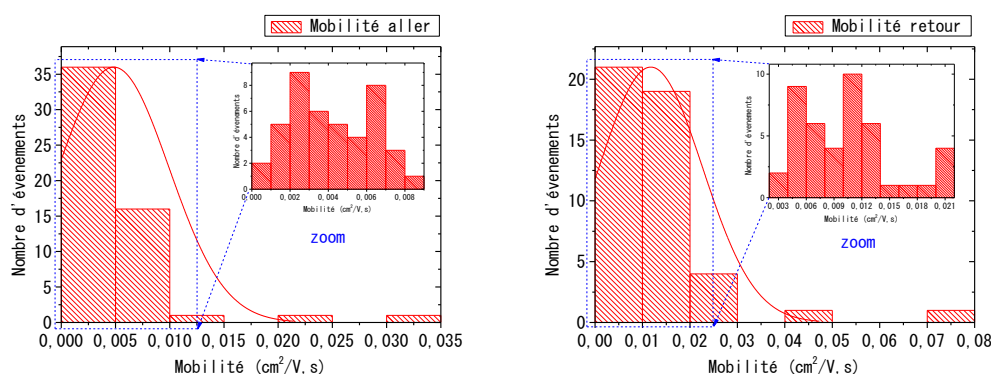 Mobilité aller
Nombre d'événements
35
30
25
20
15
10
5
0
0,000 0,005 0,010 0,015 0,020 0,025 0,030 0,035
Mobilité (cm²/V,s)
Nombre d'évenements
8
6
4
2
0
0,000 0,002 0,004 0,006 0,008
Mobilité (cm²/V,s)
zoom
Mobilité retour
Nombre d'événements
20
15
10
5
0
0,00 0,01 0,02 0,03 0,04 0,05 0,06 0,07 0,08
Mobilité (cm²/V,s)
Nombre d'évenements
10
5
0
0,003 0,006 0,009 0,012 0,015 0,018 0,021
Mobilité (cm²/V,s)
zoom